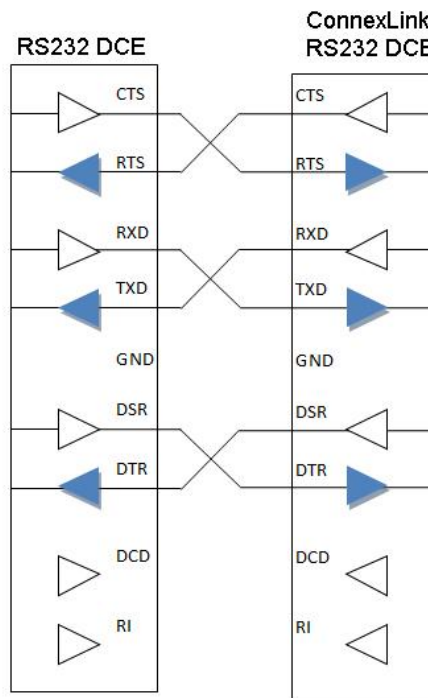 RS232 DCE
CTS
RTS
RXD
TXD
GND
DSR
DTR
DCD
RI
ConnexLink
RS232 DCE
CTS
RTS
RXD
TXD
GND
DSR
DTR
DCD
RI